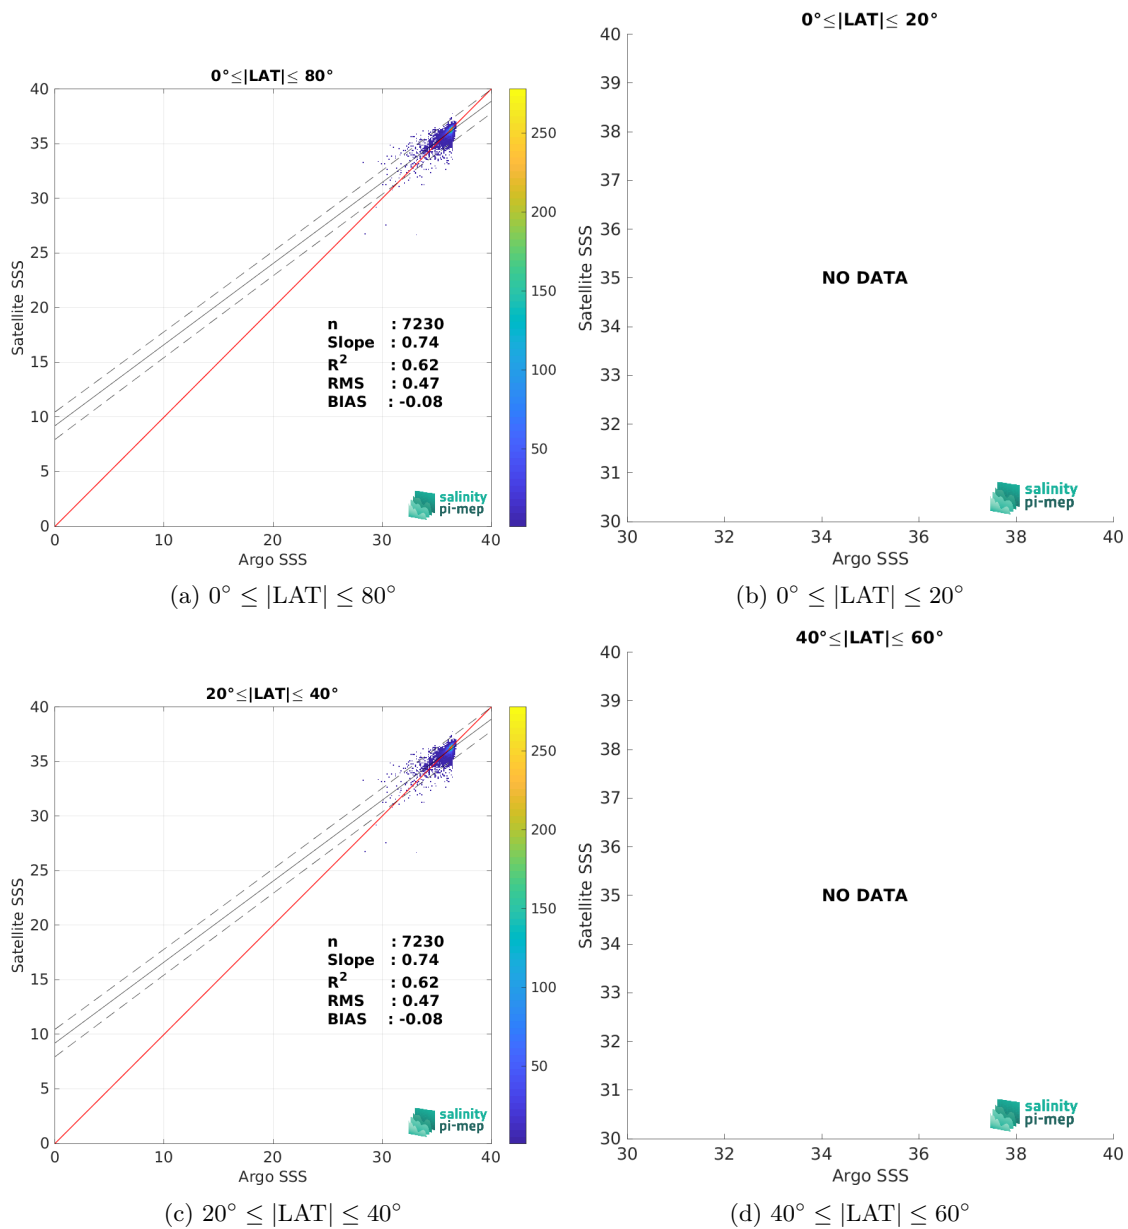 0°≤|LAT|≤ 80°
40
35
30
25
20
15
10
5
0
0
10
20
30
40
Satellite SSS
Argo SSS
n : 7230
Slope : 0.74
R² : 0.62
RMS : 0.47
BIAS : -0.08
salinity
pi-mep
250
200
150
100
50
(a) 0° ≤ |LAT| ≤ 80°
0°≤|LAT|≤ 20°
40
39
38
37
36
35
34
33
32
31
30
30
32
34
36
38
40
Satellite SSS
Argo SSS
NO DATA
salinity
pi-mep
(b) 0° ≤ |LAT| ≤ 20°
20°≤|LAT|≤ 40°
40
35
30
25
20
15
10
5
0
0
10
20
30
40
Satellite SSS
Argo SSS
n : 7230
Slope : 0.74
R² : 0.62
RMS : 0.47
BIAS : -0.08
salinity
pi-mep
250
200
150
100
50
(c) 20° ≤ |LAT| ≤ 40°
40°≤|LAT|≤ 60°
40
39
38
37
36
35
34
33
32
31
30
30
32
34
36
38
40
Satellite SSS
Argo SSS
NO DATA
salinity
pi-mep
(d) 40° ≤ |LAT| ≤ 60°